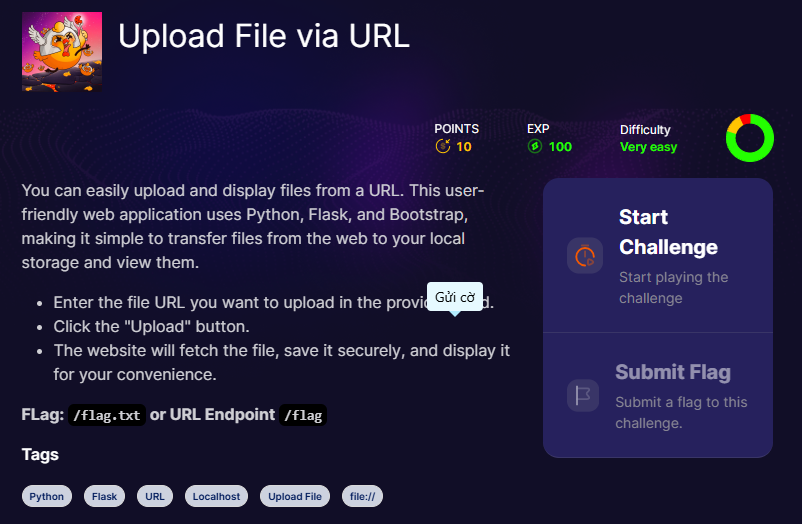 Upload File via URL
POINTS
10
EXP
100
Difficulty
Very easy
You can easily upload and display files from a URL. This user-
friendly web application uses Python, Flask, and Bootstrap,
making it simple to transfer files from the web to your local
storage and view them.
Enter the file URL you want to upload in the provi
Gửi cờ
Click the "Upload" button.
The website will fetch the file, save it securely, and display it
for your convenience.
FLag: /flag.txt or URL Endpoint /flag
Tags
Python Flask URL Localhost Upload File file://
Start
Challenge
Start playing the
challenge
Submit Flag
Submit a flag to this
challenge.